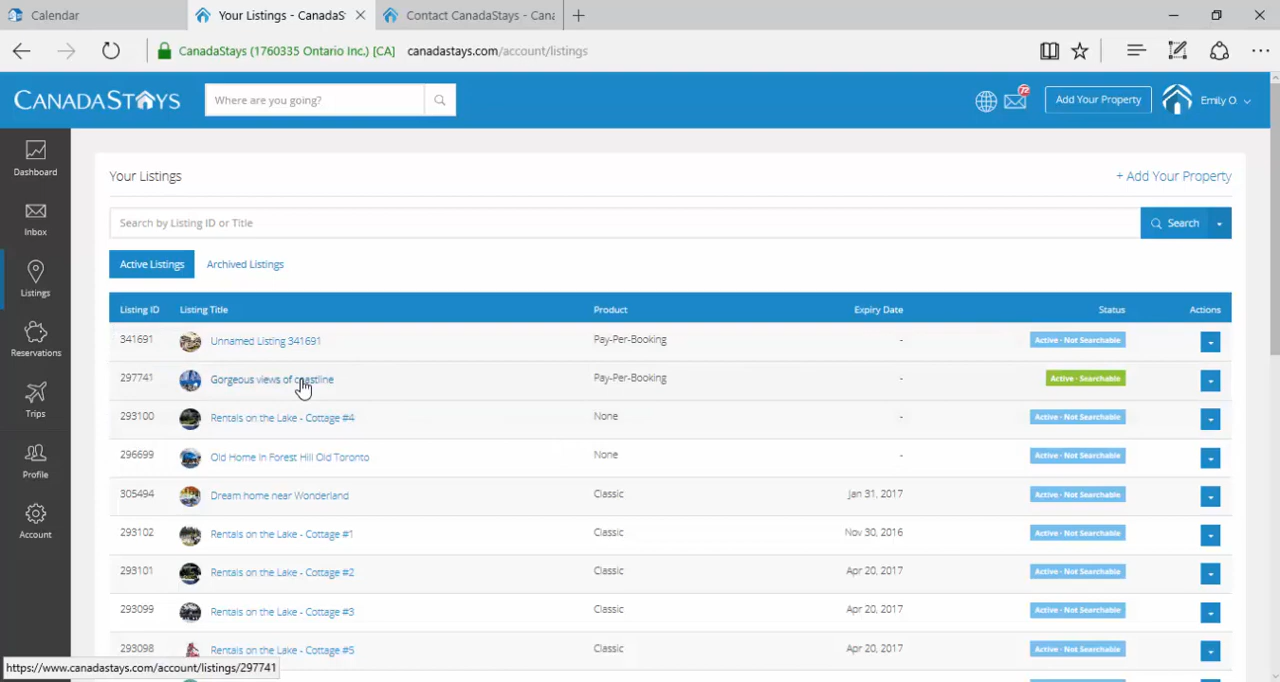 Calendar
Your Listings - CanadaS
Contact CanadaStays - Can
CanadaStays (1760335 Ontario Inc.) [CA] canadastays.com/account/listings
CANADASTAYS
Where are you going?
72
Add Your Property
Emily O.
Dashboard
Inbox
Listings
Reservations
Trips
Profile
Account
Your Listings
+ Add Your Property
Search by Listing ID or Title
Search
Active Listings
Archived Listings
Listing ID Listing Title Product Expiry Date Status Actions
341691 Unnamed Listing 341691 Pay-Per-Booking - Active - Not Searchable
297741 Gorgeous views of coastline Pay-Per-Booking - Active - Searchable
293100 Rentals on the Lake - Cottage #4 None - Active - Not Searchable
296699 Old Home in Forest Hill Old Toronto None - Active - Not Searchable
305494 Dream home near Wonderland Classic Jan 31, 2017 Active - Not Searchable
293102 Rentals on the Lake - Cottage #1 Classic Nov 30, 2016 Active - Not Searchable
293101 Rentals on the Lake - Cottage #2 Classic Apr 20, 2017 Active - Not Searchable
293099 Rentals on the Lake - Cottage #3 Classic Apr 20, 2017 Active - Not Searchable
293098 Rentals on the Lake - Cottage #5 Classic Apr 20, 2017 Active - Not Searchable
https://www.canadastays.com/account/listings/297741